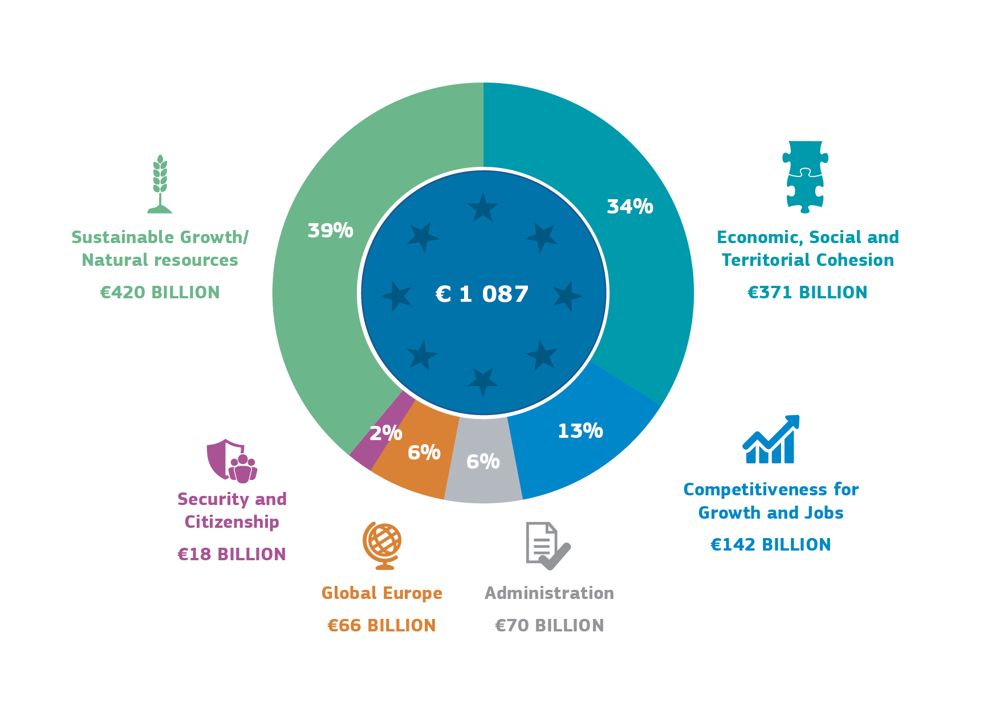 34%
39%
Sustainable Growth/
Natural resources
€420 BILLION
Economic, Social and
Territorial Cohesion
€371 BILLION
€ 1 087
2%
6%
6%
13%
Security and
Citizenship
€18 BILLION
Competitiveness for
Growth and Jobs
€142 BILLION
Global Europe
€66 BILLION
Administration
€70 BILLION